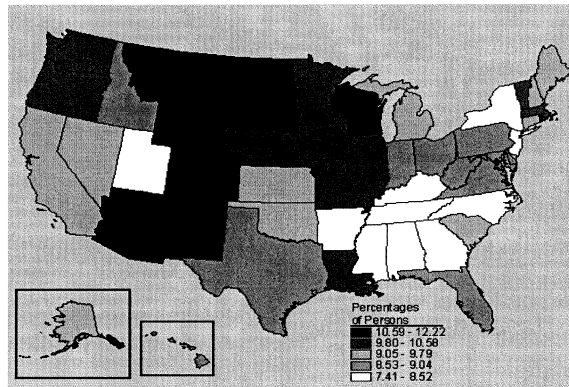 Percentages
of Persons
10.59 - 12.22
9.80 - 10.58
9.05 - 9.79
8.53 - 9.04
7.41 - 8.52